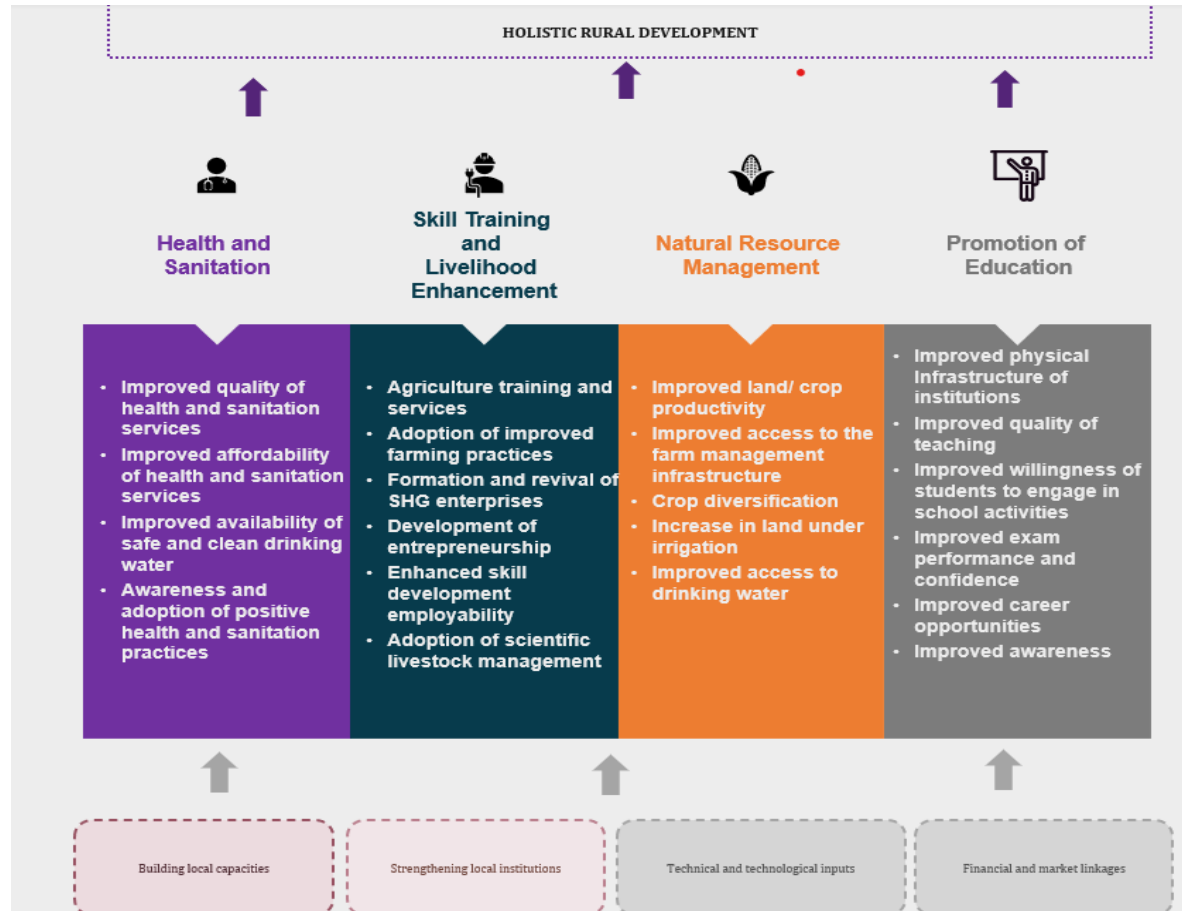 HOLISTIC RURAL DEVELOPMENT
Health and
Sanitation
Skill Training
and
Livelihood
Enhancement
Natural Resource
Management
Promotion of
Education
• Improved quality of
health and sanitation
services
• Improved affordability
of health and sanitation
services
• Improved availability of
safe and clean drinking
water
• Awareness and
adoption of positive
health and sanitation
practices
• Agriculture training and
services
• Adoption of improved
farming practices
• Formation and revival of
SHG enterprises
• Development of
entrepreneurship
• Enhanced skill
development
employability
• Adoption of scientific
livestock management
• Improved land/ crop
productivity
• Improved access to the
farm management
infrastructure
• Crop diversification
• Increase in land under
irrigation
• Improved access to
drinking water
• Improved physical
Infrastructure of
institutions
• Improved quality of
teaching
• Improved willingness of
students to engage in
school activities
• Improved exam
performance and
confidence
• Improved career
opportunities
• Improved awareness
Building local capacities
Strengthening local institutions
Technical and technological inputs
Financial and market linkages